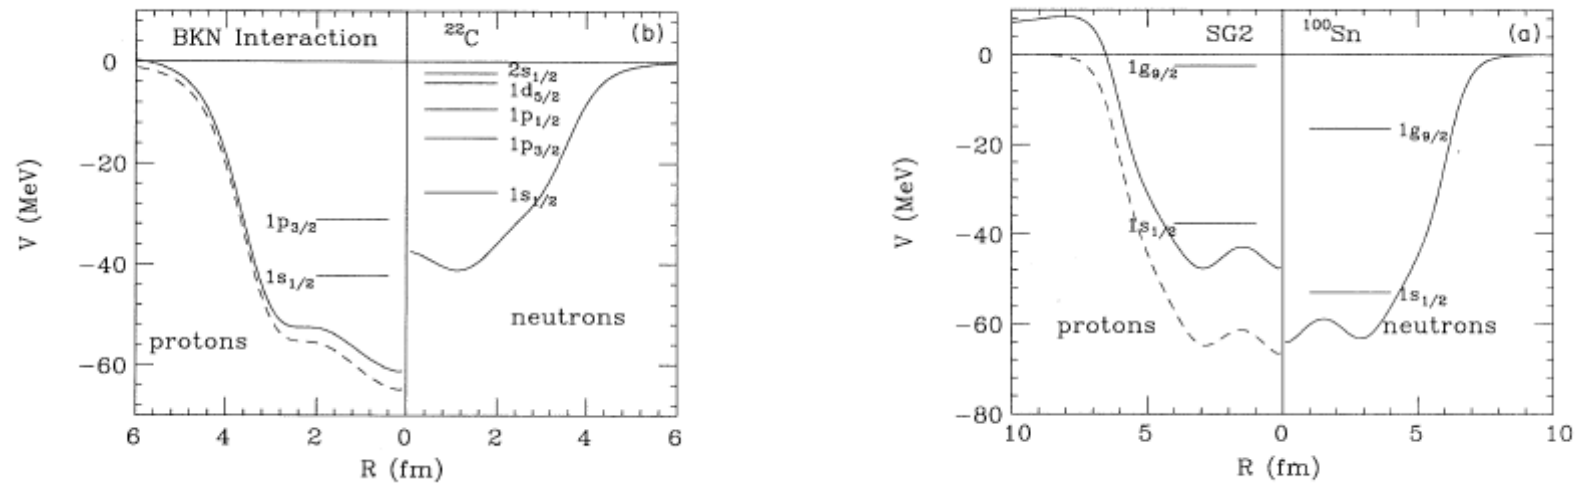 BKN Interaction
²²C
(b)
0
−20
−40
−60
V (MeV)
2s₁/₂
1d₅/₂
1p₁/₂
1p₃/₂
1s₁/₂
1p₃/₂
1s₁/₂
protons
neutrons
6 4 2 0 2 4 6
R (fm)
SG2
¹⁰⁰Sn
(a)
0
−20
−40
−60
−80
V (MeV)
1g₉/₂
1s₁/₂
1g₉/₂
1s₁/₂
protons
neutrons
10 5 0 5 10
R (fm)